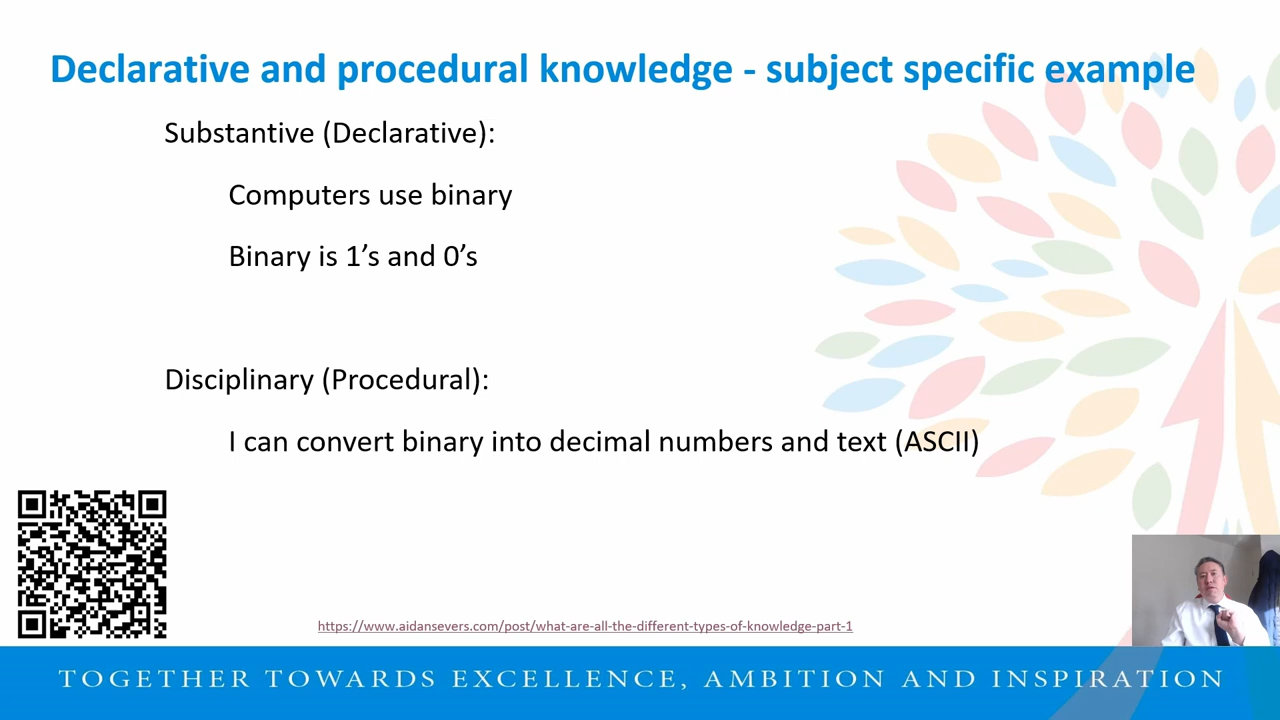 Declarative and procedural knowledge - subject specific example
Substantive (Declarative):
Computers use binary
Binary is 1’s and 0’s
Disciplinary (Procedural):
I can convert binary into decimal numbers and text (ASCII)
https://www.aidansevers.com/post/what-are-all-the-different-types-of-knowledge-part-1
TOGETHER TOWARDS EXCELLENCE, AMBITION AND INSPIRATION